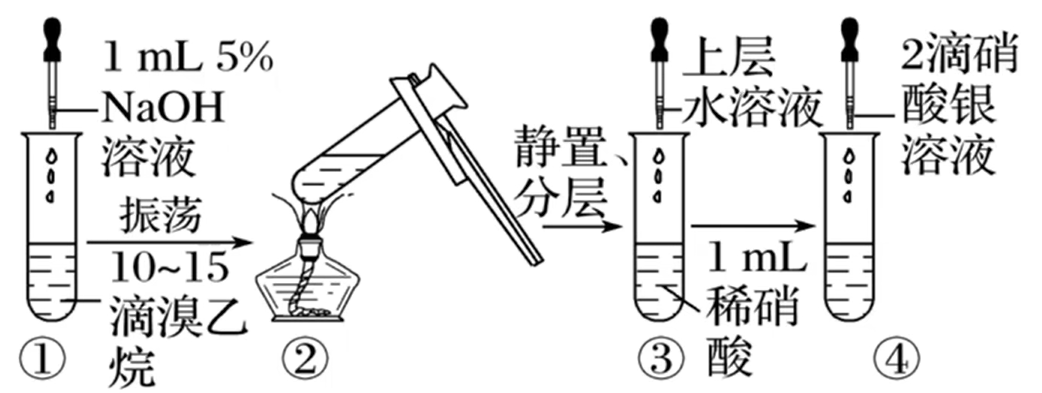 1 mL 5%
NaOH
溶液
振荡
10~15
滴溴乙
烷
①
②
静置、
分层
上层
水溶液
1 mL
稀硝
酸
③
2滴硝
酸银
溶液
④